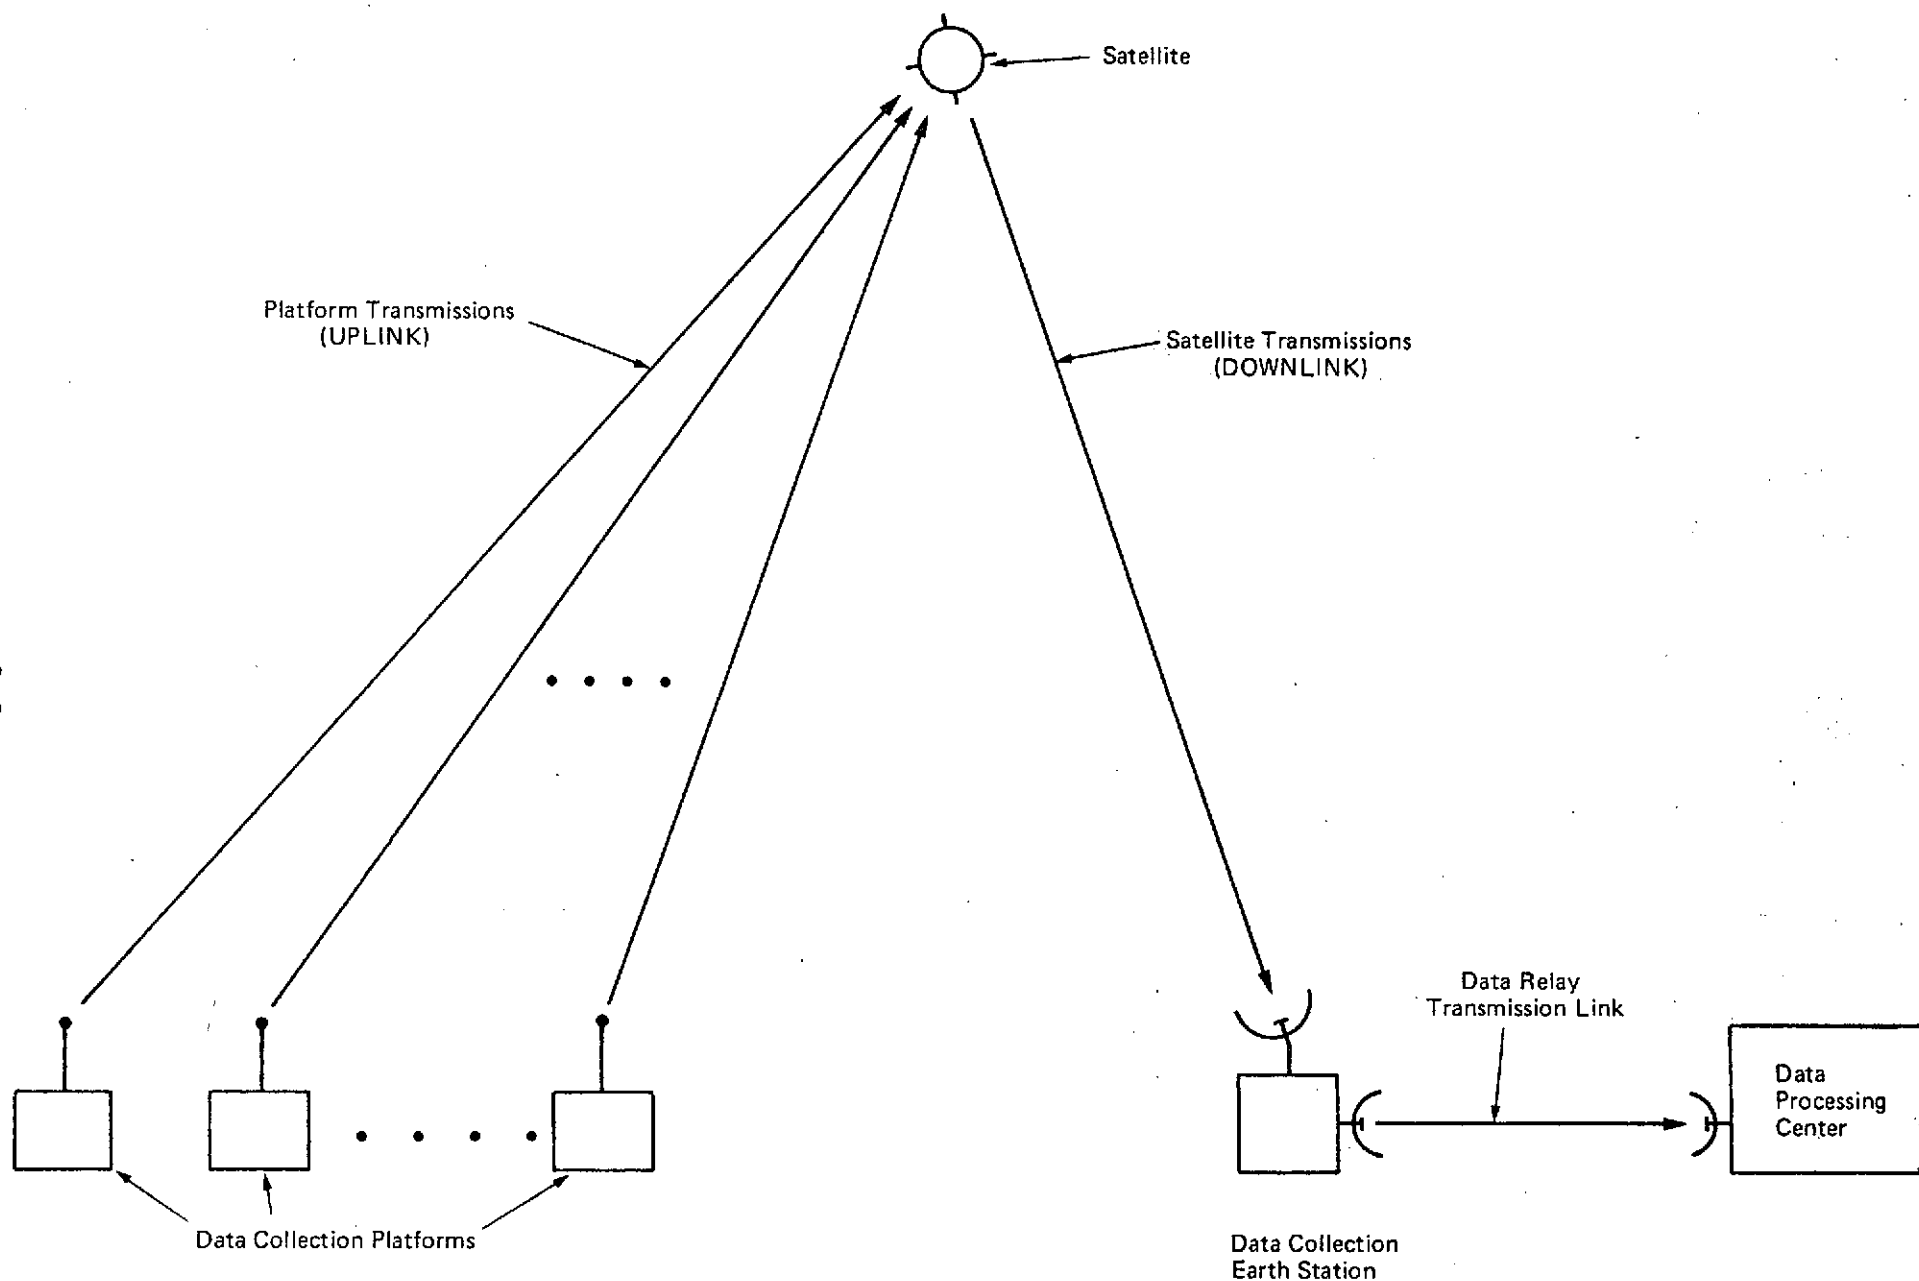 Satellite
Platform Transmissions
(UPLINK)
Satellite Transmissions
(DOWNLINK)
Data Relay
Transmission Link
Data
Processing
Center
Data Collection Platforms
Data Collection
Earth Station